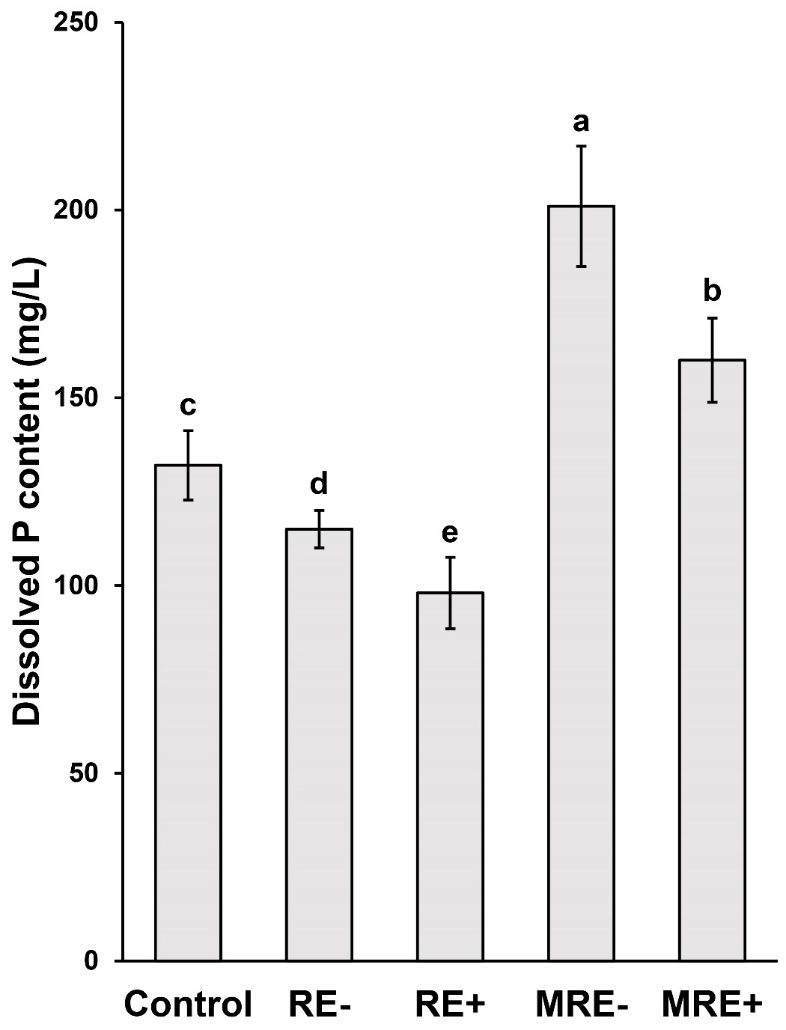 250
200
150
100
50
0
Dissolved P content (mg/L)
c
d
e
a
b
Control RE- RE+ MRE- MRE+